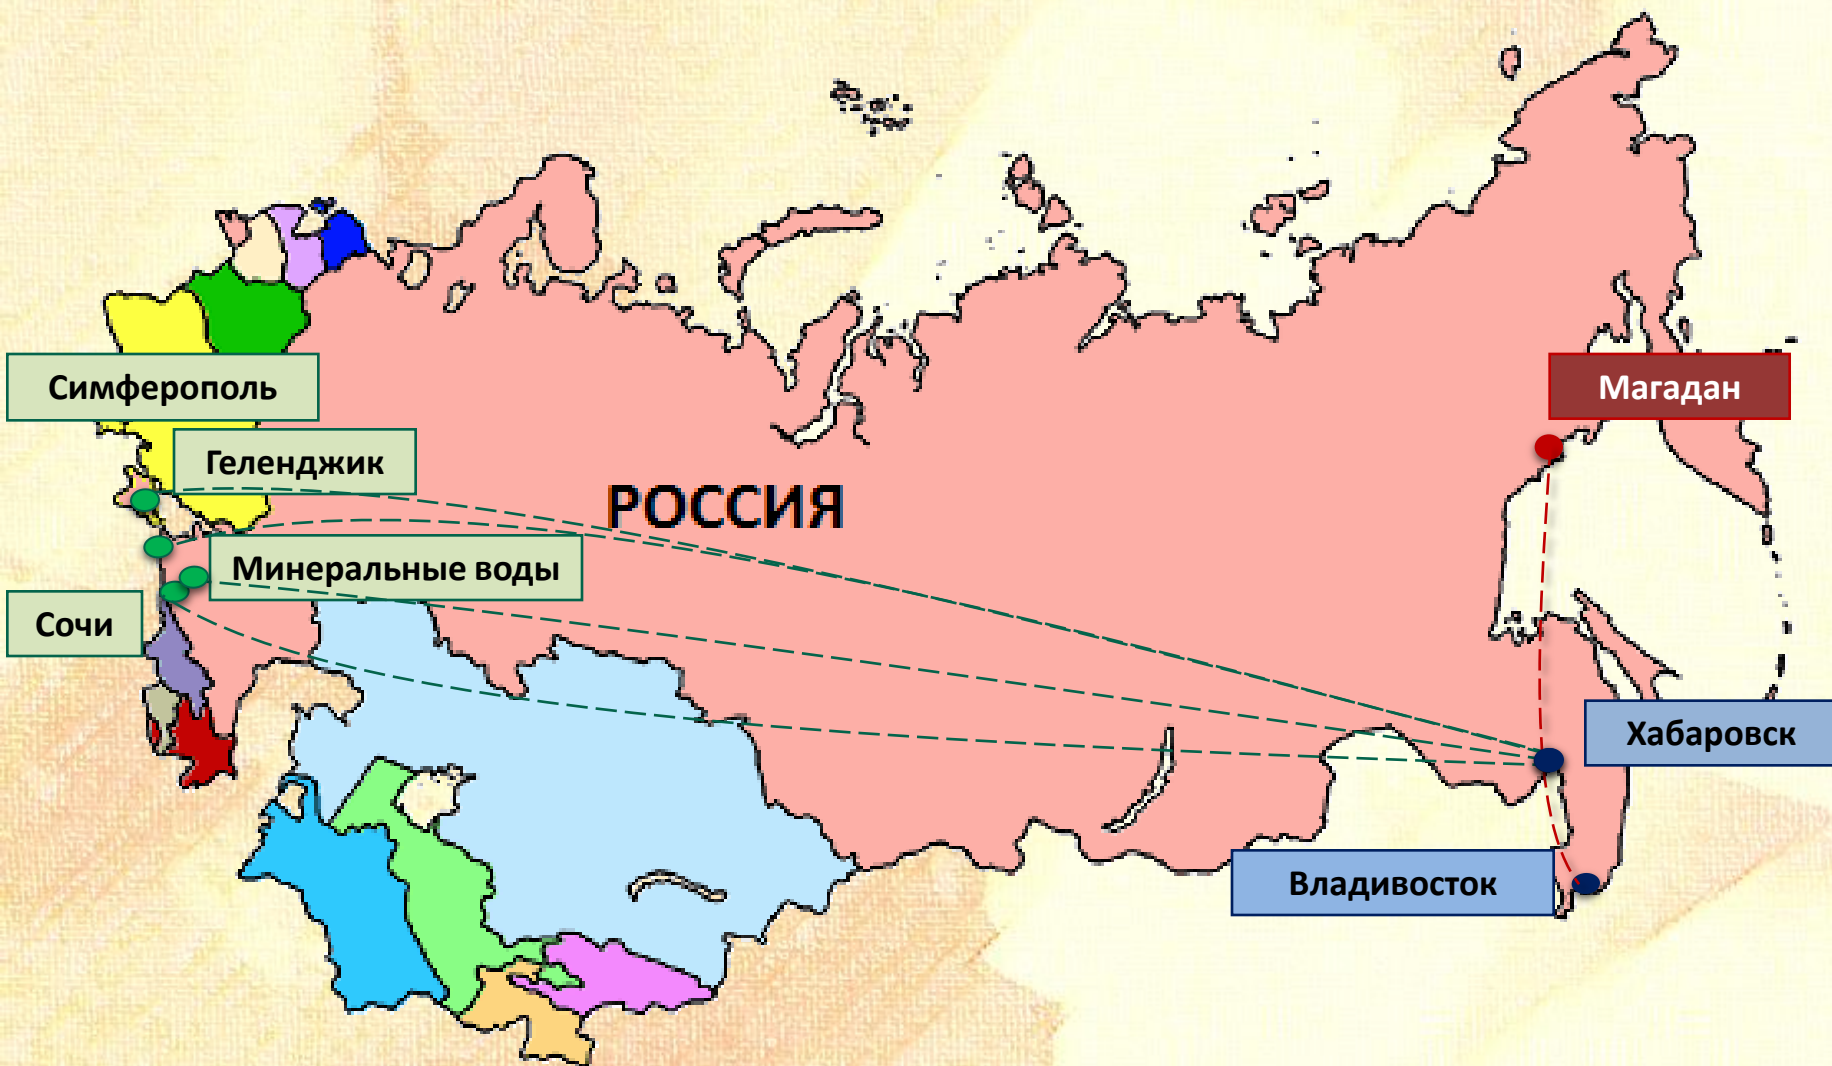 Симферополь
Магадан
Геленджик
РОССИЯ
Минеральные воды
Сочи
Хабаровск
Владивосток